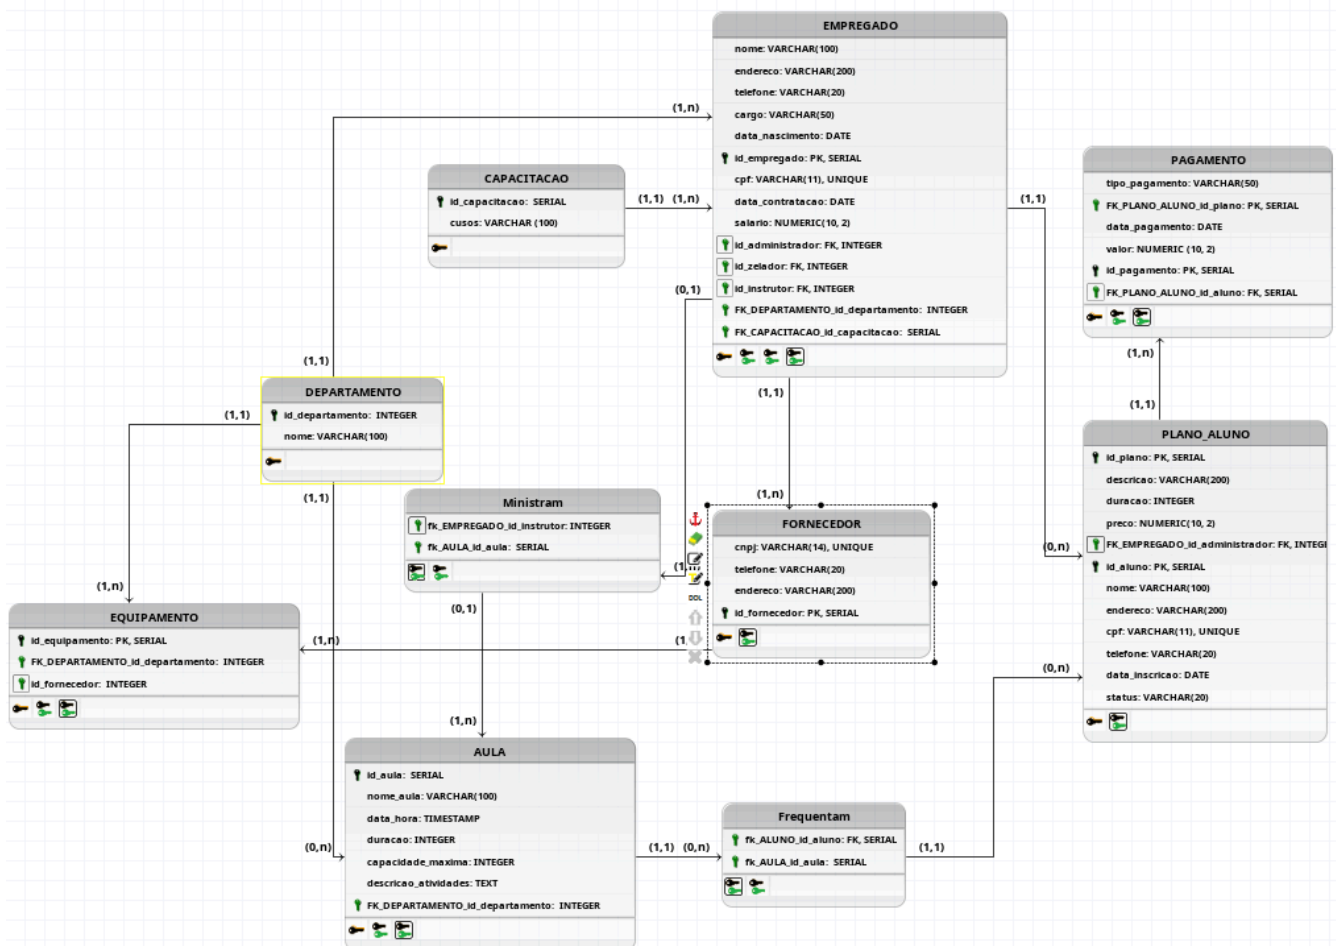 EMPREGADO
nome: VARCHAR(100)
endereco: VARCHAR(200)
telefone: VARCHAR(20)
cargo: VARCHAR(50)
data_nascimento: DATE
id_empregado: PK, SERIAL
cpf: VARCHAR(11), UNIQUE
data_contratacao: DATE
salario: NUMERIC(10, 2)
id_administrador: FK, INTEGER
id_zelador: FK, INTEGER
id_instrutor: FK, INTEGER
FK_DEPARTAMENTO_id_departamento: INTEGER
FK_CAPACITACAO_id_capacitacao: SERIAL
(1,n)
CAPACITACAO
id_capacitacao: SERIAL
cusos: VARCHAR (100)
(1,1) (1,n)
(1,1)
(0,1)
PAGAMENTO
tipo_pagamento: VARCHAR(50)
FK_PLANO_ALUNO_id_plano: PK, SERIAL
data_pagamento: DATE
valor: NUMERIC (10, 2)
id_pagamento: PK, SERIAL
FK_PLANO_ALUNO_id_aluno: FK, SERIAL
(1,n)
(1,1)
(1,1)
DEPARTAMENTO
id_departamento: INTEGER
nome: VARCHAR(100)
(1,1)
(1,1)
(1,1)
(1,n)
PLANO_ALUNO
id_plano: PK, SERIAL
descricao: VARCHAR(200)
duracao: INTEGER
preco: NUMERIC(10, 2)
FK_EMPREGADO_id_administrador: FK, INTEGI
id_aluno: PK, SERIAL
nome: VARCHAR(100)
endereco: VARCHAR(200)
cpf: VARCHAR(11), UNIQUE
telefone: VARCHAR(20)
data_inscricao: DATE
status: VARCHAR(20)
(0,n)
(0,n)
Ministram
fk_EMPREGADO_id_instrutor: INTEGER
fk_AULA_id_aula: SERIAL
(1,
(0,1)
FORNECEDOR
cnpj: VARCHAR(14), UNIQUE
telefone: VARCHAR(20)
endereco: VARCHAR(200)
id_fornecedor: PK, SERIAL
DDL
(1,n)
EQUIPAMENTO
id_equipamento: PK, SERIAL
FK_DEPARTAMENTO_id_departamento: INTEGER
id_fornecedor: INTEGER
(1,n)
(1,
(1,n)
AULA
id_aula: SERIAL
nome_aula: VARCHAR(100)
data_hora: TIMESTAMP
duracao: INTEGER
capacidade_maxima: INTEGER
descricao_atividades: TEXT
FK_DEPARTAMENTO_id_departamento: INTEGER
(0,n)
(1,1) (0,n)
Frequentam
fk_ALUNO_id_aluno: FK, SERIAL
fk_AULA_id_aula: SERIAL
(1,1)